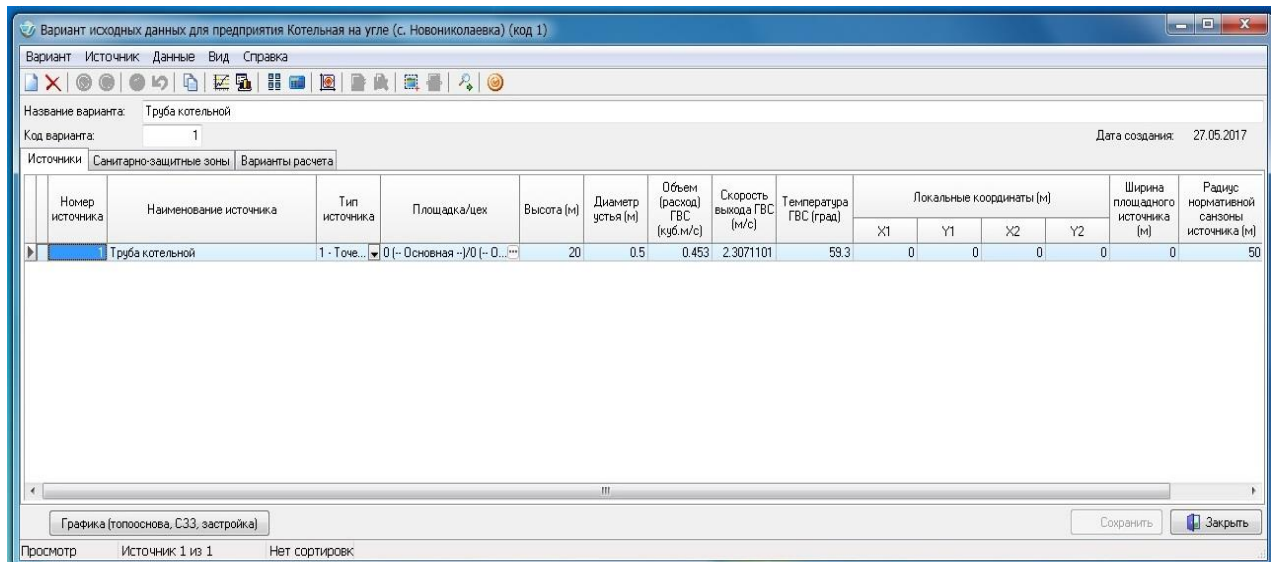 Вариант исходных данных для предприятия Котельная на угле (с. Новониколаевка) (код 1)
Вариант Источник Данные Вид Справка
Название варианта: Труба котельной
Код варианта: 1 Дата создания: 27.05.2017
Источники Санитарно-защитные зоны Варианты расчета
Номер источника Наименование источника Тип источника Площадка/цех Высота (м) Диаметр устья (м) Объем (расход) ГВС (куб.м/с) Скорость выхода ГВС (м/с) Температура ГВС (град) Локальные координаты (м) Ширина площадного источника (м) Радиус нормативной санзоны источника (м)
X1 Y1 X2 Y2
1 Труба котельной 1 - Точе... 0 (-- Основная --)/0 (-- О... 20 0.5 0.453 2.3071101 59.3 0 0 0 0 0 50
Графика (топооснова, СЗЗ, застройка) Сохранить Закрыть
Просмотр Источник 1 из 1 Нет сортировк